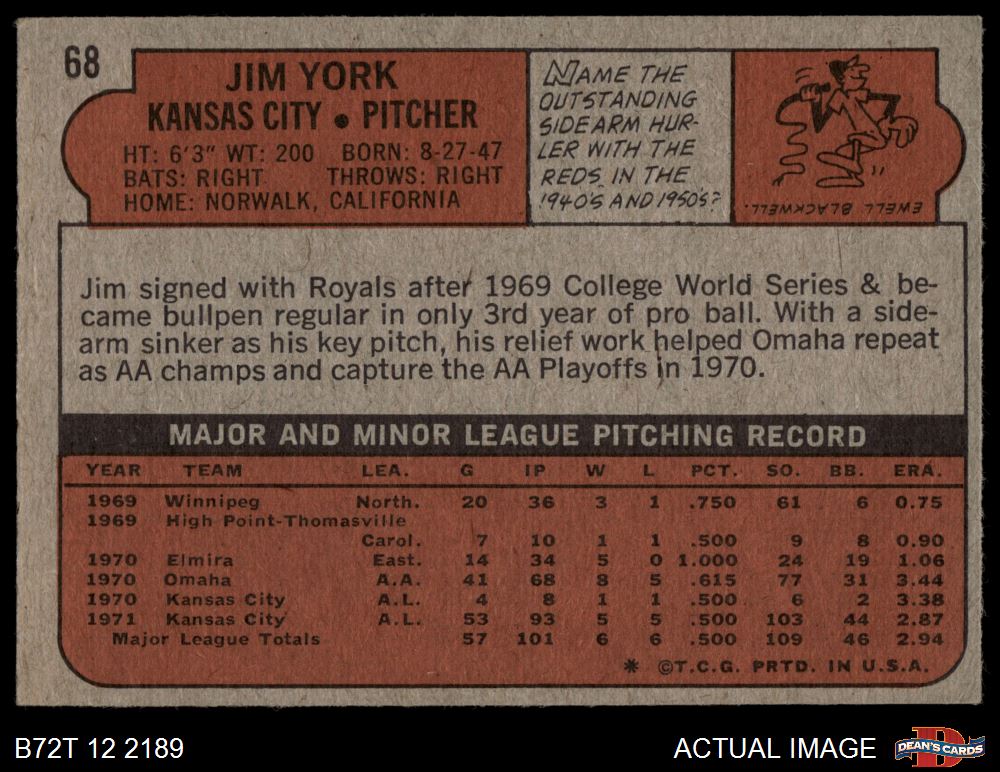 68
JIM YORK
KANSAS CITY • PITCHER
HT: 6'3" WT: 200 BORN: 8-27-47
BATS: RIGHT THROWS: RIGHT
HOME: NORWALK, CALIFORNIA
NAME THE
OUTSTANDING
SIDEARM HUR-
LER WITH THE
REDS IN THE
1940'S AND 1950'S?
EWELL BLACKWELL.
Jim signed with Royals after 1969 College World Series & be-
came bullpen regular in only 3rd year of pro ball. With a side-
arm sinker as his key pitch, his relief work helped Omaha repeat
as AA champs and capture the AA Playoffs in 1970.
MAJOR AND MINOR LEAGUE PITCHING RECORD
YEAR TEAM LEA. G IP W L PCT. SO. BB. ERA.
1969 Winnipeg North. 20 36 3 1 .750 61 6 0.75
1969 High Point-Thomasville
Carol. 7 10 1 1 .500 9 8 0.90
1970 Elmira East. 14 34 5 0 1.000 24 19 1.06
1970 Omaha A.A. 41 68 8 5 .615 77 31 3.44
1970 Kansas City A.L. 4 8 1 1 .500 6 2 3.38
1971 Kansas City A.L. 53 93 5 5 .500 103 44 2.87
Major League Totals 57 101 6 6 .500 109 46 2.94
* ©T.C.G. PRTD. IN U.S.A.
B72T 12 2189
ACTUAL IMAGE
D
DEAN'S CARDS